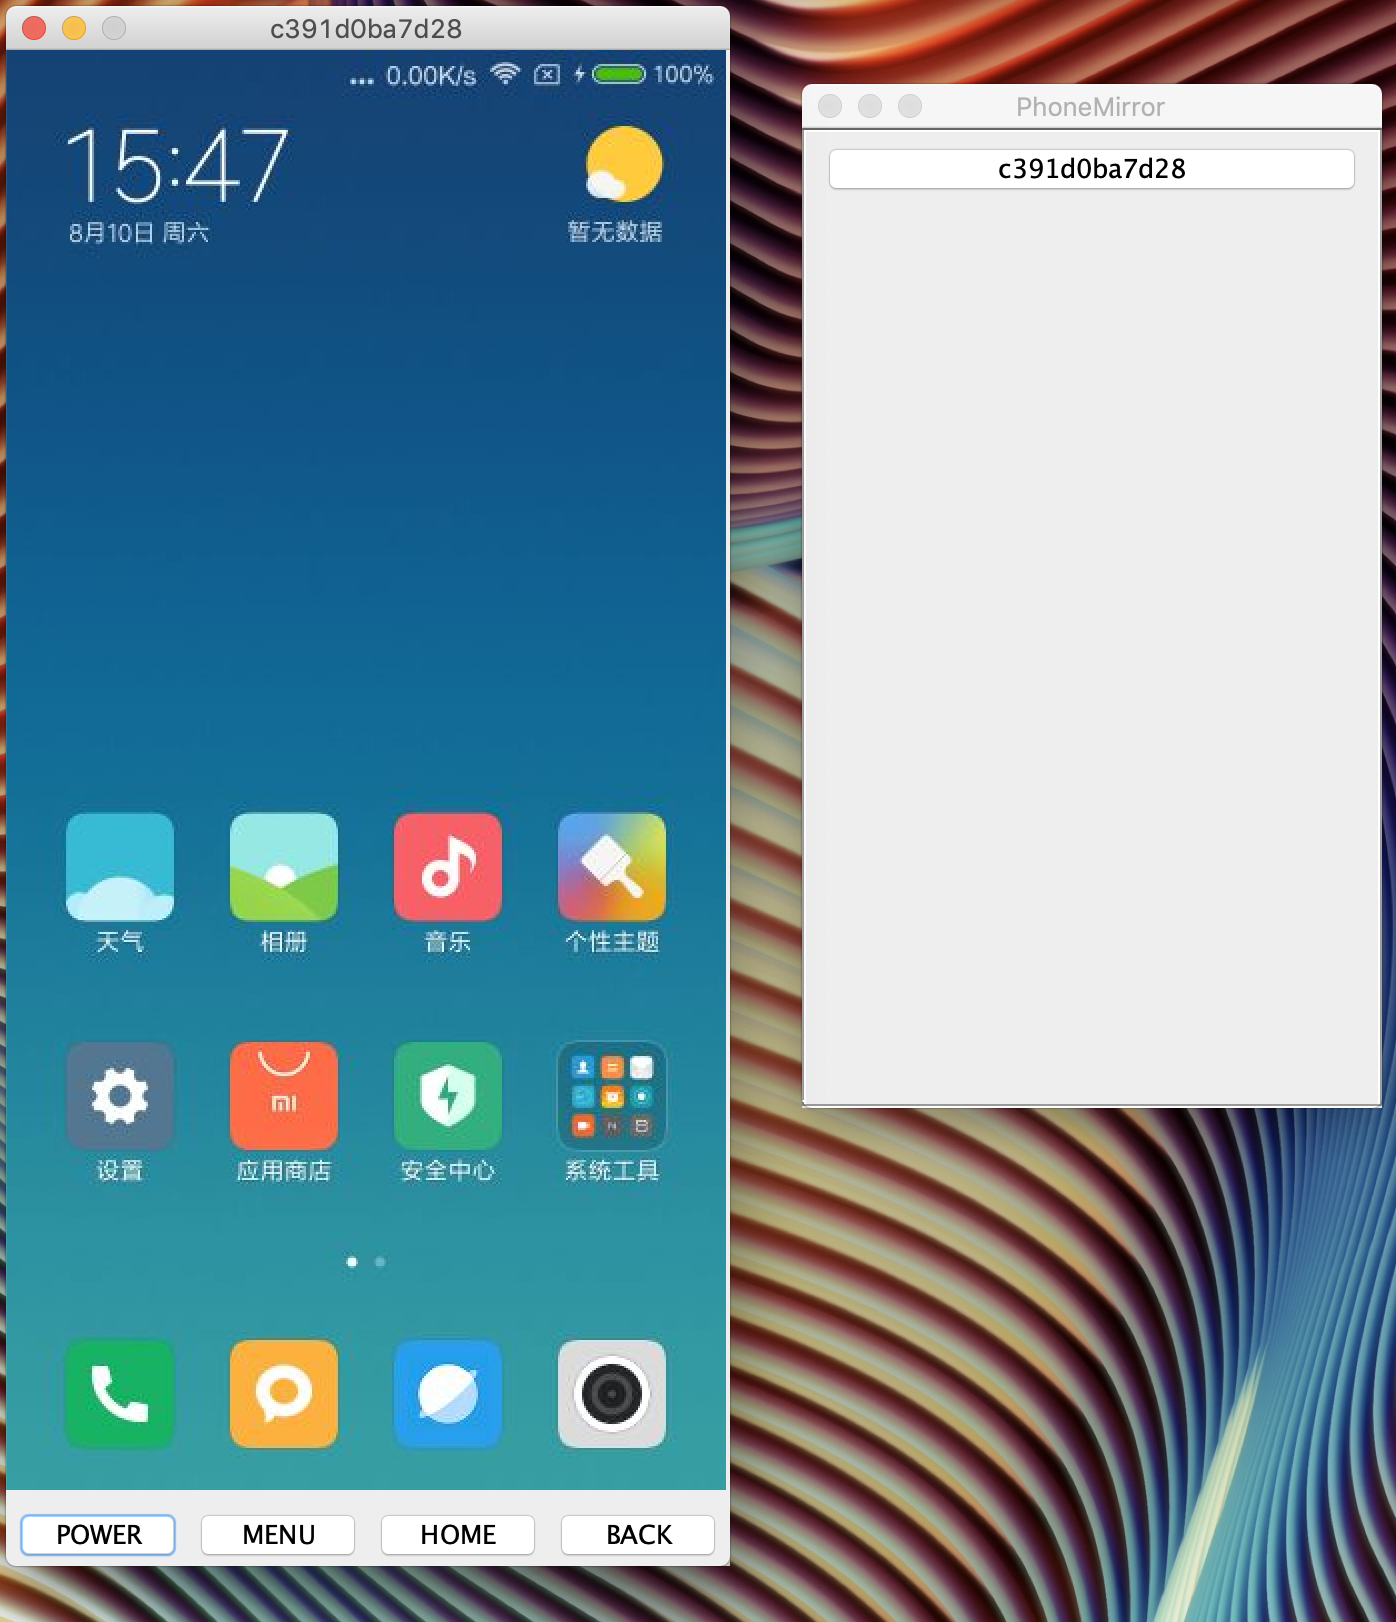 c391d0ba7d28
... 0.00K/s 100%
15:47
8月10日 周六
暂无数据
天气
相册
音乐
个性主题
mi
设置
应用商店
安全中心
系统工具
POWER
MENU
HOME
BACK
PhoneMirror
c391d0ba7d28